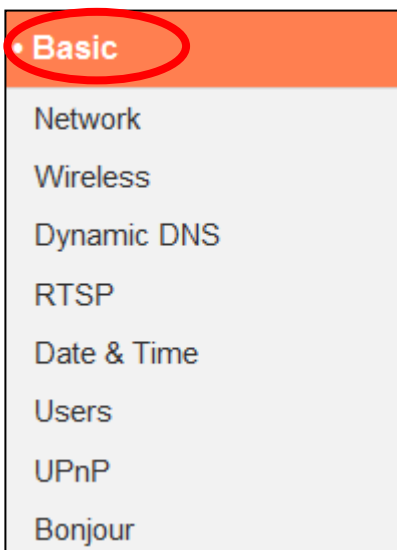 • Basic
Network
Wireless
Dynamic DNS
RTSP
Date & Time
Users
UPnP
Bonjour